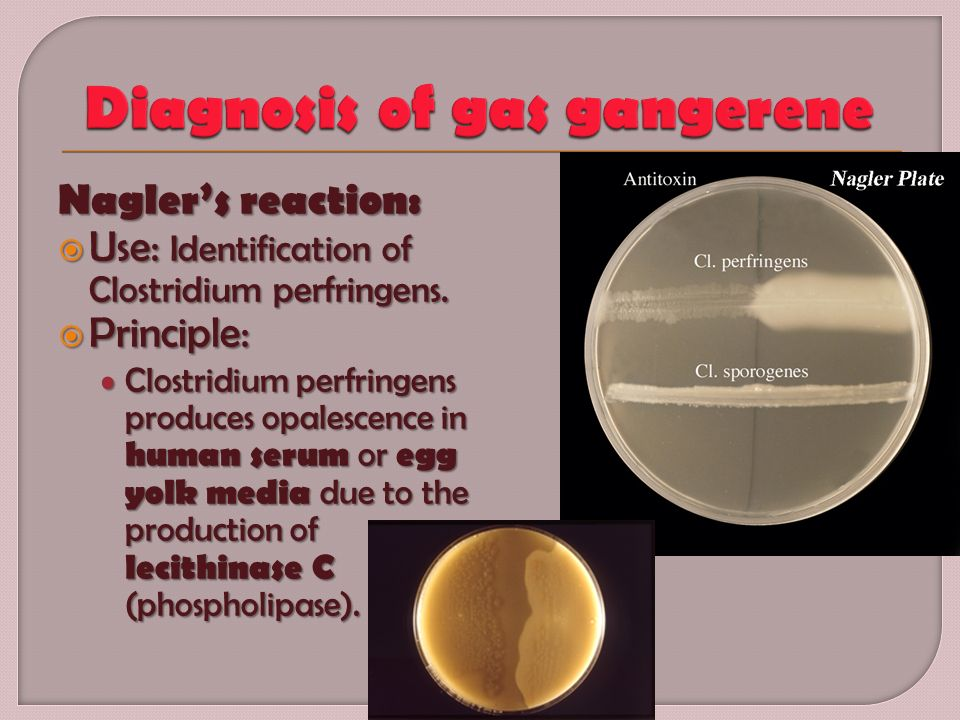 Diagnosis of gas gangerene
Nagler's reaction:
Use: Identification of
Clostridium perfringens.
Principle:
• Clostridium perfringens
produces opalescence in
human serum or egg
yolk media due to the
production of
lecithinase C
(phospholipase).
Antitoxin
Nagler Plate
Cl. perfringens
Cl. sporogenes